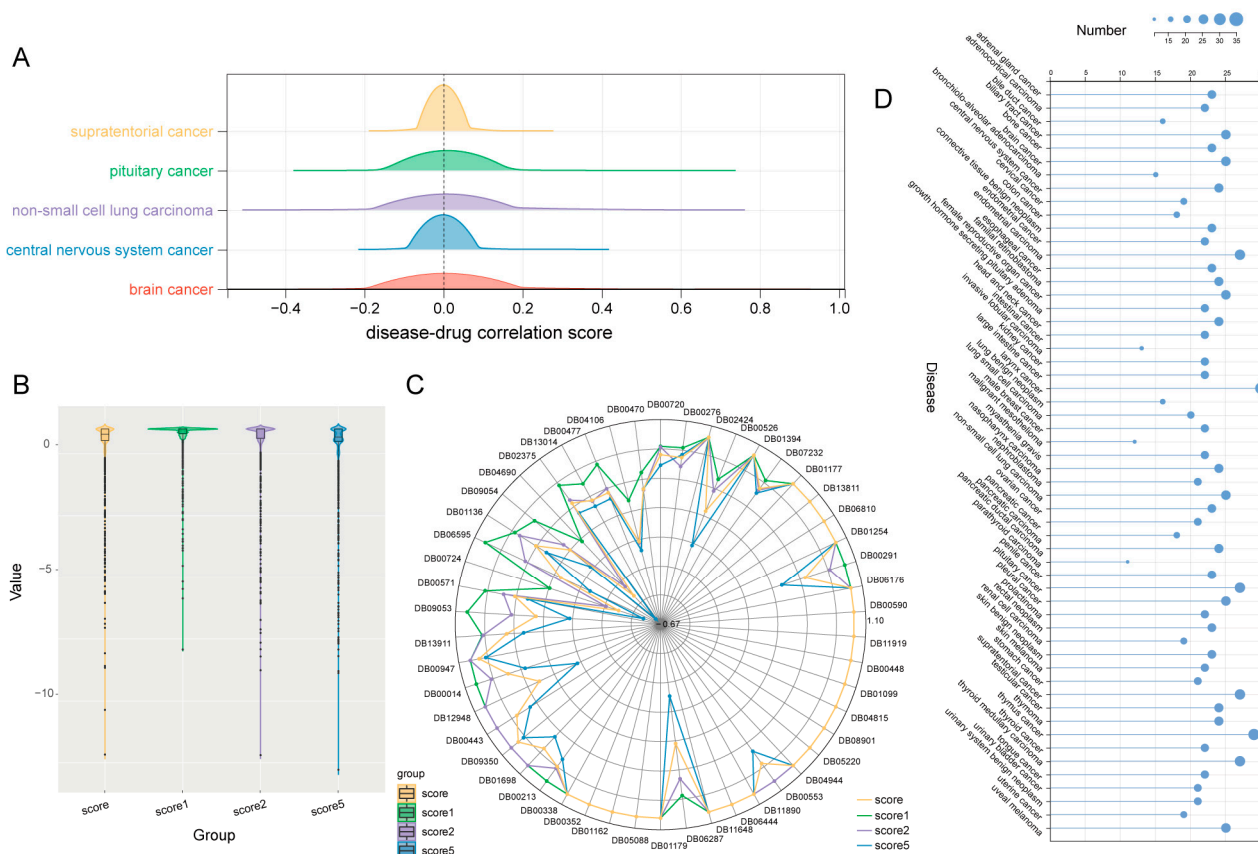 A
supratentorial cancer
pituitary cancer
non-small cell lung carcinoma
central nervous system cancer
brain cancer
−0.4
−0.2
0.0
0.2
0.4
0.6
0.8
1.0
disease-drug correlation score
B
0
−5
−10
Value
score
score1
score2
score5
Group
group
score
score1
score2
score5
C
DB00720
DB00276
DB02424
DB00526
DB01394
DB07232
DB01177
DB13811
DB06810
DB01254
DB00291
DB06176
DB00590
1.10
DB11919
DB00448
DB01099
DB04815
DB08901
DB05220
DB04944
DB00553
DB11890
DB06444
DB11648
DB06287
DB01179
DB05088
DB01162
DB00352
DB00338
DB00213
DB01698
DB09350
DB00443
DB12948
DB00014
DB00947
DB13911
DB09053
DB00571
DB00724
DB06595
DB01136
DB09054
DB04690
DB02375
DB13014
DB00477
DB04106
DB00470
−0.67
score
score1
score2
score5
D
Number
15
20
25
30
35
0
5
10
15
20
25
Disease
adrenal gland cancer
adrenocortical carcinoma
bile duct cancer
biliary tract cancer
bone cancer
brain cancer
bronchiolo-alveolar adenocarcinoma
central nervous system cancer
cervical cancer
colon cancer
connective tissue benign neoplasm
endometrial cancer
endometrial carcinoma
esophageal cancer
familial retinoblastoma
female reproductive organ cancer
growth hormone secreting pituitary adenoma
head and neck cancer
intestinal cancer
invasive lobular carcinoma
kidney cancer
large intestine cancer
larynx cancer
lung benign neoplasm
lung small cell carcinoma
male breast cancer
malignant mesothelioma
myasthenia gravis
nasopharynx carcinoma
nephroblastoma
non-small cell lung carcinoma
ovarian cancer
pancreatic cancer
pancreatic carcinoma
pancreatic ductal carcinoma
parathyroid carcinoma
penile cancer
pituitary cancer
pleural cancer
prolactinoma
rectal neoplasm
renal cell carcinoma
skin benign neoplasm
skin melanoma
stomach cancer
supratentorial cancer
testicular cancer
thymoma
thymus cancer
thyroid cancer
thyroid medullary carcinoma
tongue cancer
urinary bladder cancer
urinary system benign neoplasm
uterine cancer
uveal melanoma